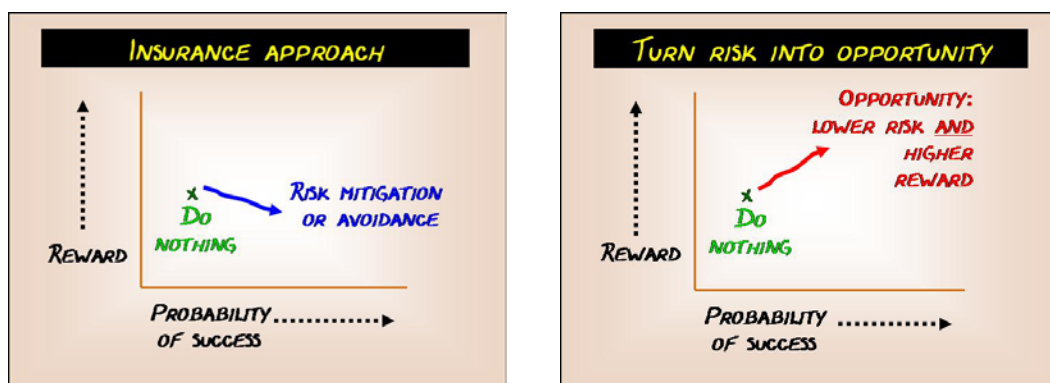 INSURANCE APPROACH
REWARD
x
DO
NOTHING
RISK MITIGATION
OR AVOIDANCE
PROBABILITY
OF SUCCESS
TURN RISK INTO OPPORTUNITY
OPPORTUNITY:
LOWER RISK AND
HIGHER
REWARD
x
DO
NOTHING
REWARD
PROBABILITY
OF SUCCESS